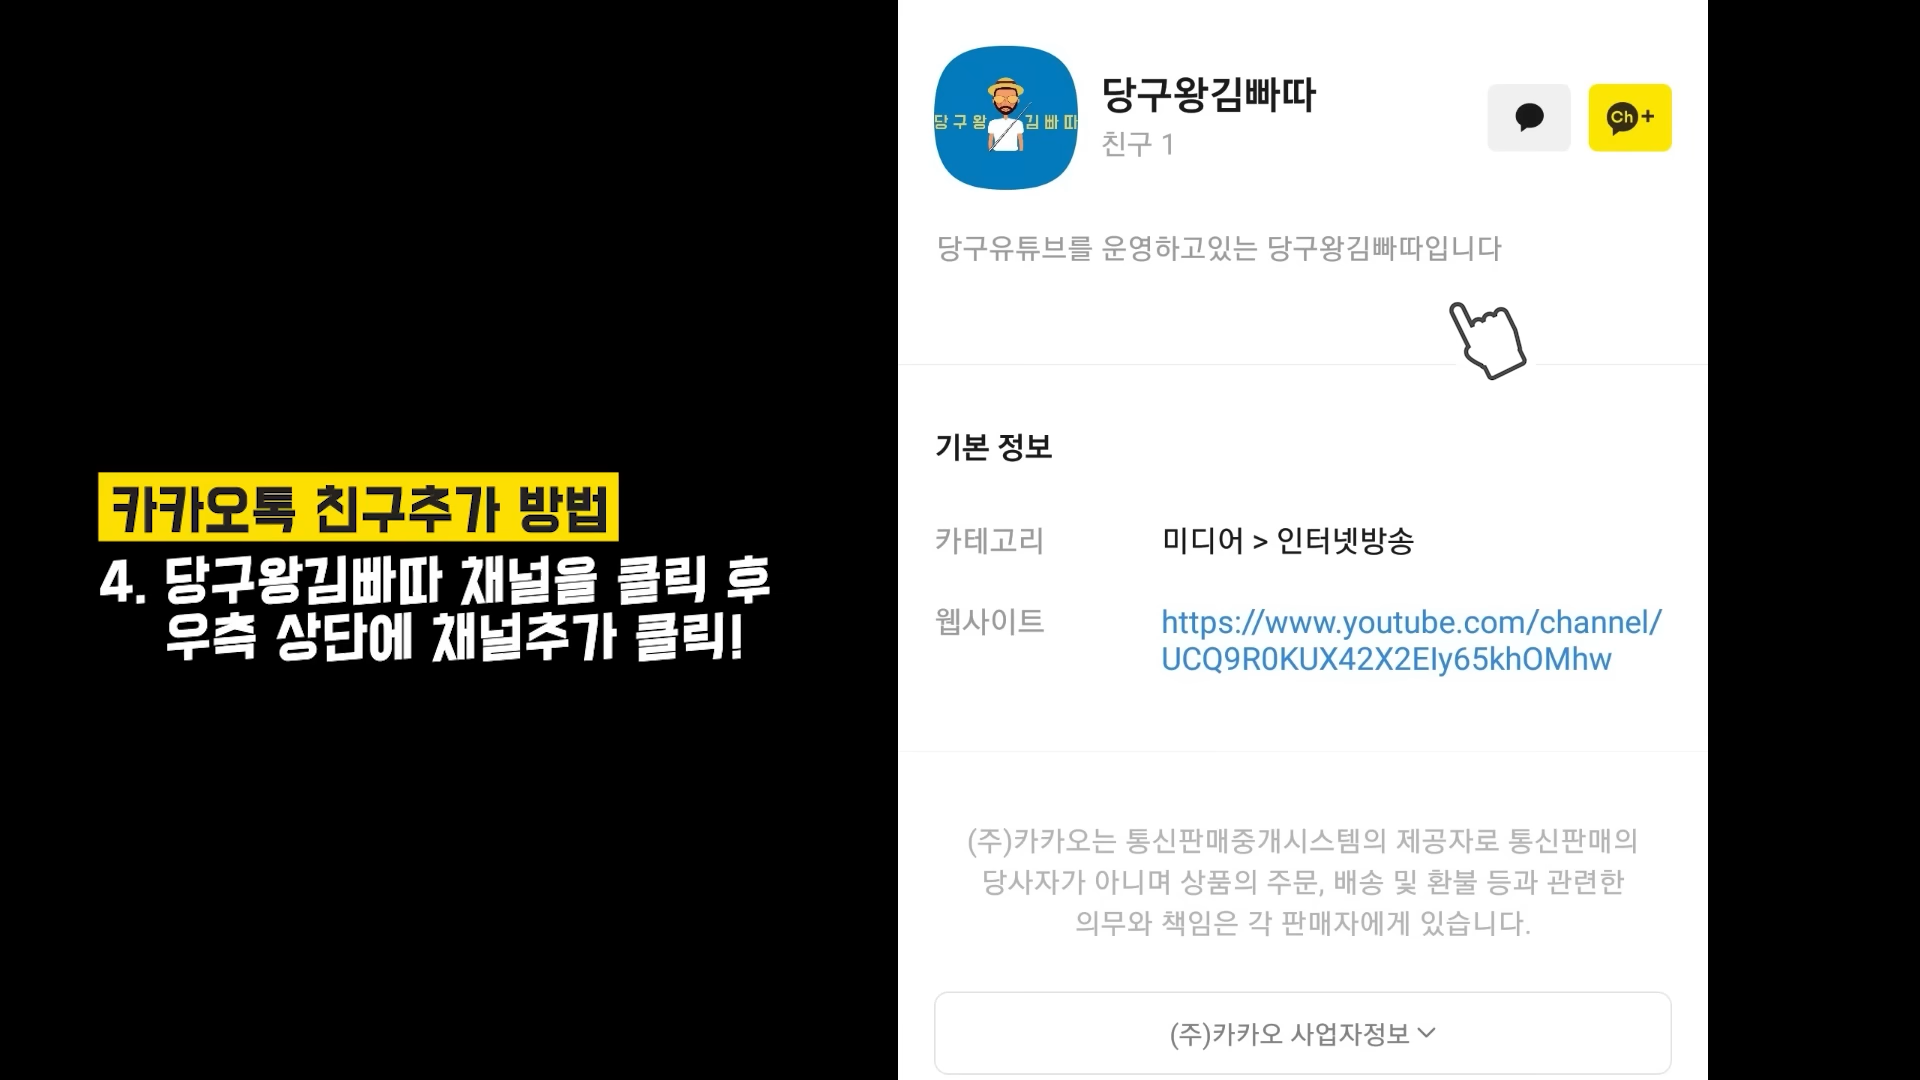 카카오톡 친구추가 방법
4. 당구왕김빠따 채널을 클릭 후
우측 상단에 채널추가 클릭!
당구왕 김빠따
당구왕김빠따
친구 1
Ch+
당구유튜브를 운영하고있는 당구왕김빠따입니다
기본 정보
카테고리 미디어 > 인터넷방송
웹사이트 https://www.youtube.com/channel/
UCQ9R0KUX42X2EIy65khOMhw
(주)카카오는 통신판매중개시스템의 제공자로 통신판매의
당사자가 아니며 상품의 주문, 배송 및 환불 등과 관련한
의무와 책임은 각 판매자에게 있습니다.
(주)카카오 사업자정보